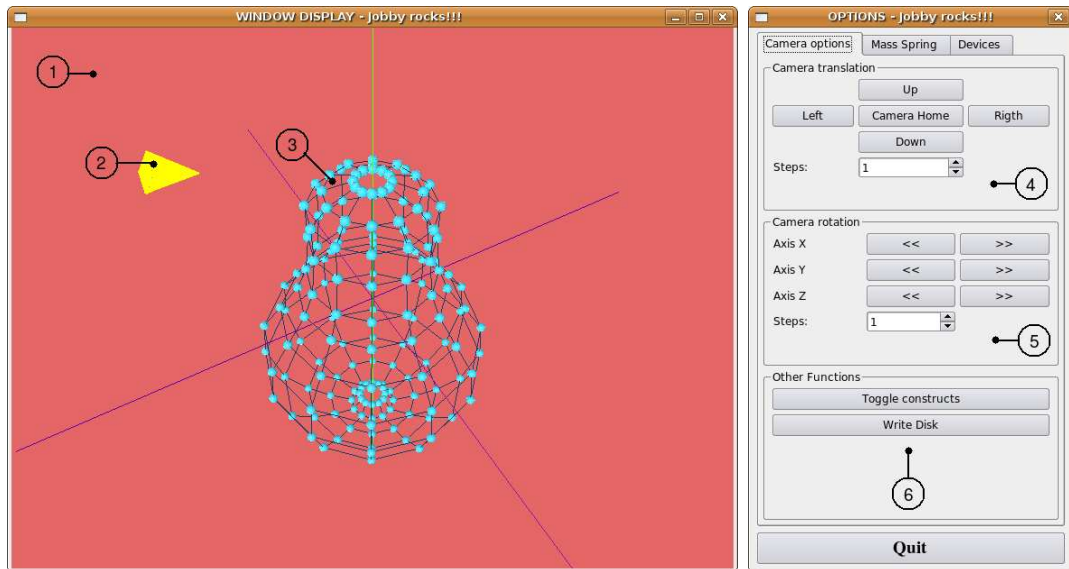 WINDOW DISPLAY - Jobby rocks!!!
1
2
3
OPTIONS - Jobby rocks!!!
Camera options Mass Spring Devices
Camera translation
Up
Left Camera Home Rigth
Down
Steps: 1
4
Camera rotation
Axis X << >>
Axis Y << >>
Axis Z << >>
Steps: 1
5
Other Functions
Toggle constructs
Write Disk
6
Quit